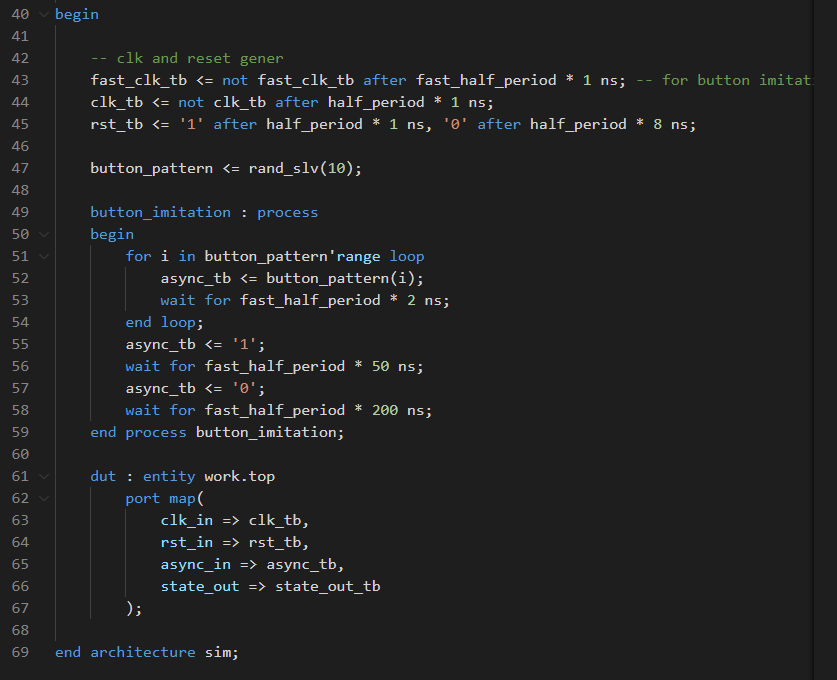 40 begin
41
42 -- clk and reset gener
43 fast_clk_tb <= not fast_clk_tb after fast_half_period * 1 ns; -- for button imitat
44 clk_tb <= not clk_tb after half_period * 1 ns;
45 rst_tb <= '1' after half_period * 1 ns, '0' after half_period * 8 ns;
46
47 button_pattern <= rand_slv(10);
48
49 button_imitation : process
50 begin
51 for i in button_pattern'range loop
52 async_tb <= button_pattern(i);
53 wait for fast_half_period * 2 ns;
54 end loop;
55 async_tb <= '1';
56 wait for fast_half_period * 50 ns;
57 async_tb <= '0';
58 wait for fast_half_period * 200 ns;
59 end process button_imitation;
60
61 dut : entity work.top
62 port map(
63 clk_in => clk_tb,
64 rst_in => rst_tb,
65 async_in => async_tb,
66 state_out => state_out_tb
67 );
68
69 end architecture sim;